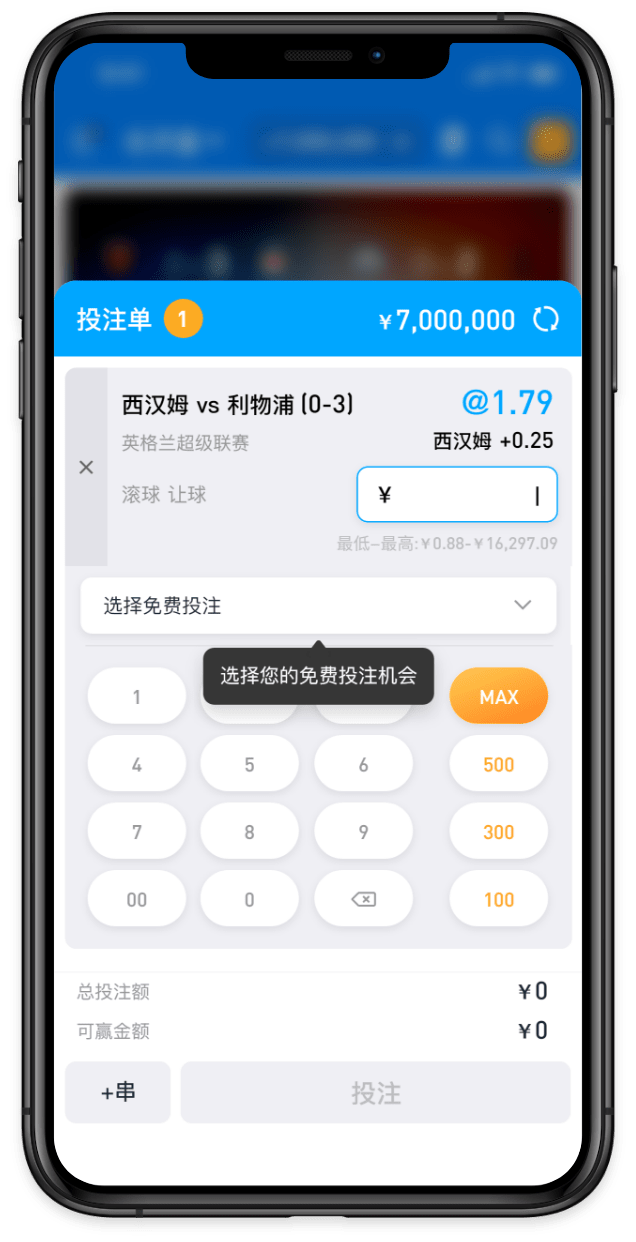 投注单 1 ¥7,000,000
西汉姆 vs 利物浦 (0-3) @1.79
英格兰超级联赛 西汉姆 +0.25
滚球 让球 ¥
最低–最高:¥0.88-¥16,297.09
选择免费投注
选择您的免费投注机会
1 MAX
4 5 6 500
7 8 9 300
00 0 100
总投注额 ¥0
可赢金额 ¥0
+串 投注